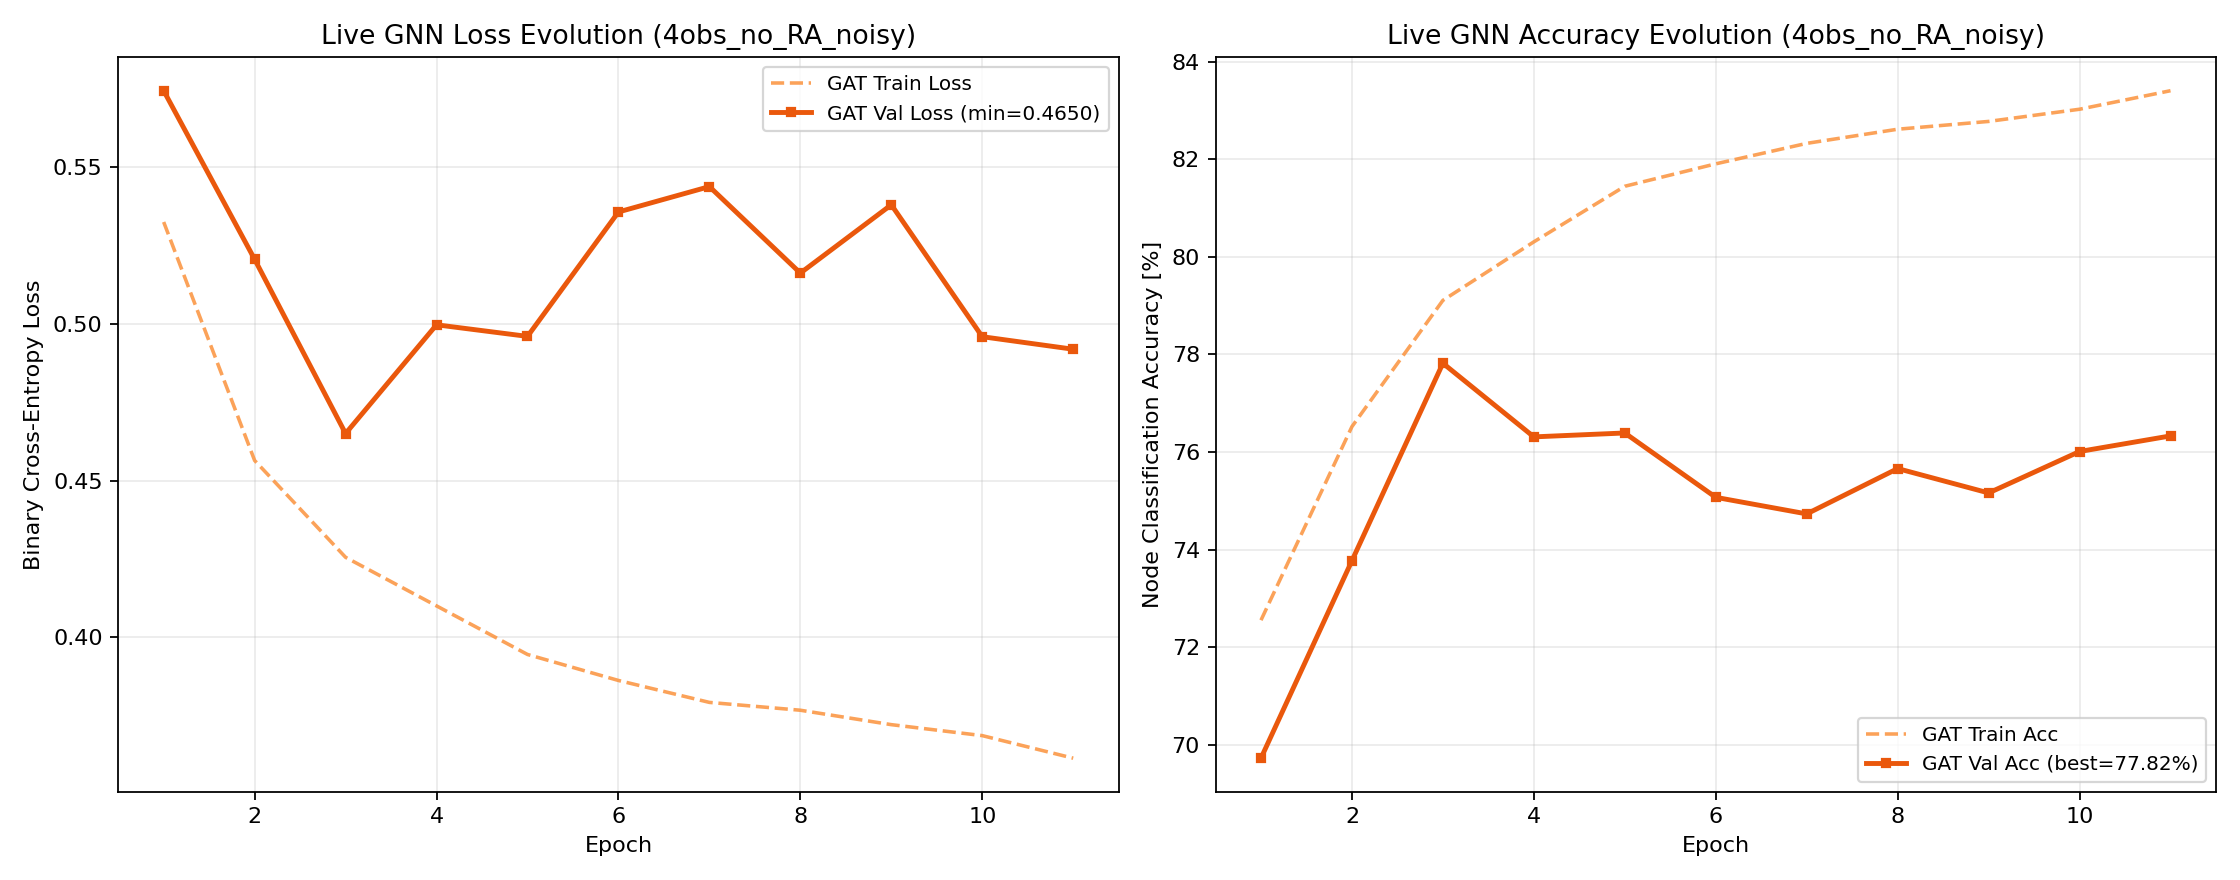 Live GNN Loss Evolution (4obs_no_RA_noisy)
GAT Train Loss
GAT Val Loss (min=0.4650)
Binary Cross-Entropy Loss
0.55
0.50
0.45
0.40
2 4 6 8 10
Epoch
Live GNN Accuracy Evolution (4obs_no_RA_noisy)
Node Classification Accuracy [%]
84
82
80
78
76
74
72
70
GAT Train Acc
GAT Val Acc (best=77.82%)
2 4 6 8 10
Epoch